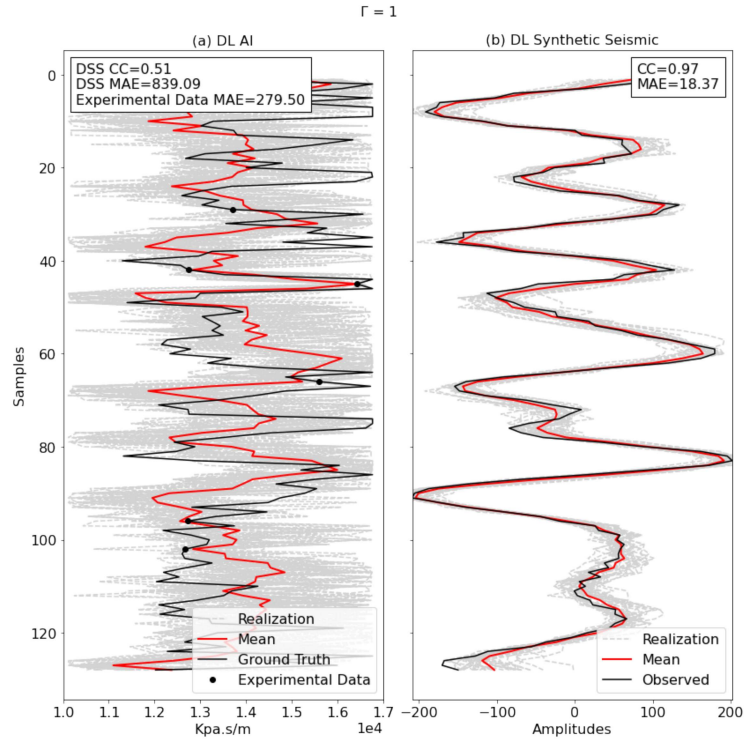 Γ = 1
(a) DL AI
(b) DL Synthetic Seismic
DSS CC=0.51
DSS MAE=839.09
Experimental Data MAE=279.50
CC=0.97
MAE=18.37
0
20
40
60
80
100
120
Samples
Realization
Mean
Ground Truth
Experimental Data
Realization
Mean
Observed
1.0 1.1 1.2 1.3 1.4 1.5 1.6 1.7
Kpa.s/m
1e4
−200 −100 0 100 200
Amplitudes